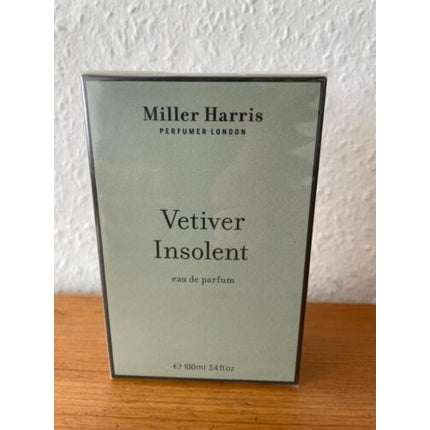 Miller Harris
PERFUMER LONDON
Vetiver
Insolent
eau de parfum
℮ 100ml 3.4 fl.oz